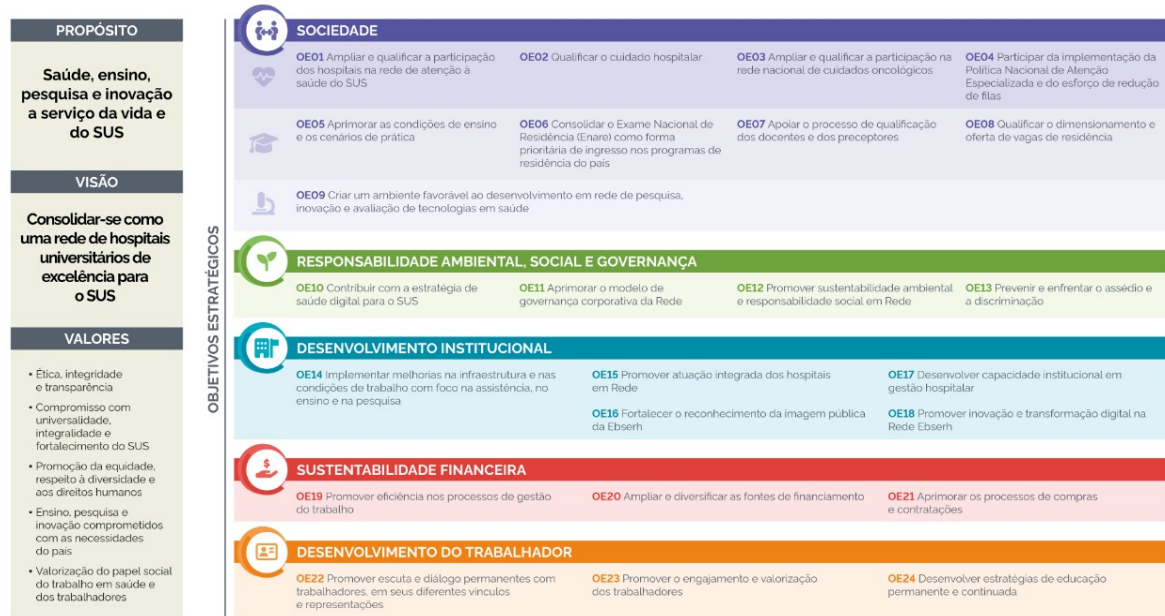 PROPÓSITO
Saúde, ensino,
pesquisa e inovação
a serviço da vida e
do SUS
VISÃO
Consolidar-se como
uma rede de hospitais
universitários de
excelência para
o SUS
VALORES
• Ética, integridade
e transparência
• Compromisso com
universalidade,
integralidade e
fortalecimento do SUS
• Promoção da equidade,
respeito à diversidade e
aos direitos humanos
• Ensino, pesquisa e
inovação comprometidos
com as necessidades
do país
• Valorização do papel social
do trabalho em saúde e
dos trabalhadores
OBJETIVOS ESTRATÉGICOS
SOCIEDADE
OE01 Ampliar e qualificar a participação
dos hospitais na rede de atenção à
saúde do SUS
OE02 Qualificar o cuidado hospitalar
OE03 Ampliar e qualificar a participação na
rede nacional de cuidados oncológicos
OE04 Participar da implementação da
Política Nacional de Atenção
Especializada e do esforço de redução
de filas
OE05 Aprimorar as condições de ensino
e os cenários de prática
OE06 Consolidar o Exame Nacional de
Residência (Enare) como forma
prioritária de ingresso nos programas de
residência do país
OE07 Apoiar o processo de qualificação
dos docentes e dos preceptores
OE08 Qualificar o dimensionamento e
oferta de vagas de residência
OE09 Criar um ambiente favorável ao desenvolvimento em rede de pesquisa,
inovação e avaliação de tecnologias em saúde
RESPONSABILIDADE AMBIENTAL, SOCIAL E GOVERNANÇA
OE10 Contribuir com a estratégia de
saúde digital para o SUS
OE11 Aprimorar o modelo de
governança corporativa da Rede
OE12 Promover sustentabilidade ambiental
e responsabilidade social em Rede
OE13 Prevenir e enfrentar o assédio e
a discriminação
DESENVOLVIMENTO INSTITUCIONAL
OE14 Implementar melhorias na infraestrutura e nas
condições de trabalho com foco na assistência, no
ensino e na pesquisa
OE15 Promover atuação integrada dos hospitais
em Rede
OE16 Fortalecer o reconhecimento da imagem pública
da Ebserh
OE17 Desenvolver capacidade institucional em
gestão hospitalar
OE18 Promover inovação e transformação digital na
Rede Ebserh
SUSTENTABILIDADE FINANCEIRA
OE19 Promover eficiência nos processos de gestão
do trabalho
OE20 Ampliar e diversificar as fontes de financiamento
OE21 Aprimorar os processos de compras
e contratações
DESENVOLVIMENTO DO TRABALHADOR
OE22 Promover escuta e diálogo permanentes com
trabalhadores, em seus diferentes vínculos
e representações
OE23 Promover o engajamento e valorização
dos trabalhadores
OE24 Desenvolver estratégias de educação
permanente e continuada